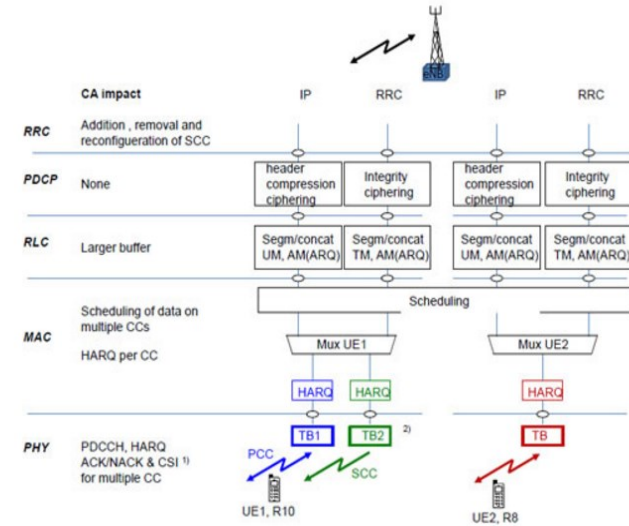 eNB
CA impact
IP
RRC
IP
RRC
RRC
Addition , removal and
reconfigueration of SCC
PDCP
None
header
compression
ciphering
Integrity
ciphering
header
compression
ciphering
Integrity
ciphering
RLC
Larger buffer
Segm/concat
UM, AM(ARQ)
Segm/concat
TM, AM(ARQ)
Segm/concat
UM, AM(ARQ)
Segm/concat
TM, AM(ARQ)
Scheduling
MAC
Scheduling of data on
multiple CCs
HARQ per CC
Mux UE1
Mux UE2
HARQ
HARQ
HARQ
PHY
PDCCH, HARQ
ACK/NACK & CSI 1)
for multiple CC
TB1
TB2
2)
TB
PCC
SCC
UE1, R10
UE2, R8